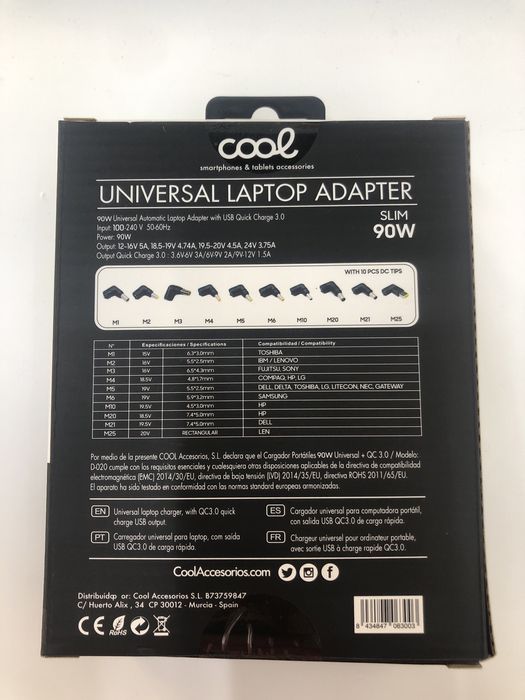 cool
smartphones & tablets accessories
UNIVERSAL LAPTOP ADAPTER
SLIM
90W
90W Universal Automatic Laptop Adapter with USB Quick Charge 3.0
Input: 100-240 V 50-60Hz
Power: 90W
Output: 12-16V 5A, 18.5-19V 4.74A, 19.5-20V 4.5A, 24V 3.75A
Output Quick Charge 3.0 : 3.6V-6V 3A/6V-9V 2A/9V-12V 1.5A
WITH 10 PCS DC TIPS
M1 M2 M3 M4 M5 M6 M10 M20 M21 M25
Nº Especificaciones / Specifications Compatibilidad / Compatibility
M1 15V 6.3*3.0mm TOSHIBA
M2 16V 5.5*2.5mm IBM / LENOVO
M3 16V 6.5*4.3mm FUJITSU, SONY
M4 18.5V 4.8*1.7mm COMPAQ, HP, LG
M5 19V 5.5*2.5mm DELL, DELTA, TOSHIBA, LG, LITECON, NEC, GATEWAY
M6 19V 5.9*3.2mm SAMSUNG
M10 19.5V 4.5*3.0mm HP
M20 18.5V 7.4*5.0mm HP
M21 19.5V 7.4*5.0mm DELL
M25 20V RECTANGULAR LEN
Por medio de la presente COOL Accesorios, S.L. declara que el Cargador Portátiles 90W Universal + QC 3.0 / Modelo:
D-020 cumple con los requisitos esenciales y cualesquiera otras disposiciones aplicables de la directiva de compatibilidad
electromagnética (EMC) 2014/30/EU, directiva de baja tensión (LVD) 2014/35/EU, directiva ROHS 2011/65/EU.
El aparato ha sido testado en conformidad con las normas standard europeas armonizadas.
EN Universal laptop charger, with QC3.0 quick
charge USB output.
ES Cargador universal para computadora portátil,
con salida USB QC3.0 de carga rápida.
PT Carregador universal para laptop, com saída
USB QC3.0 de carga rápida.
FR Chargeur universel pour ordinateur portable,
avec sortie USB à charge rapide QC3.0.
CoolAccesorios.com
Distribuido por: Cool Accesorios S.L. B73759847
C/ Huerto Alix , 34 CP 30012 - Murcia - Spain
CE RoHS
8 434847 063003